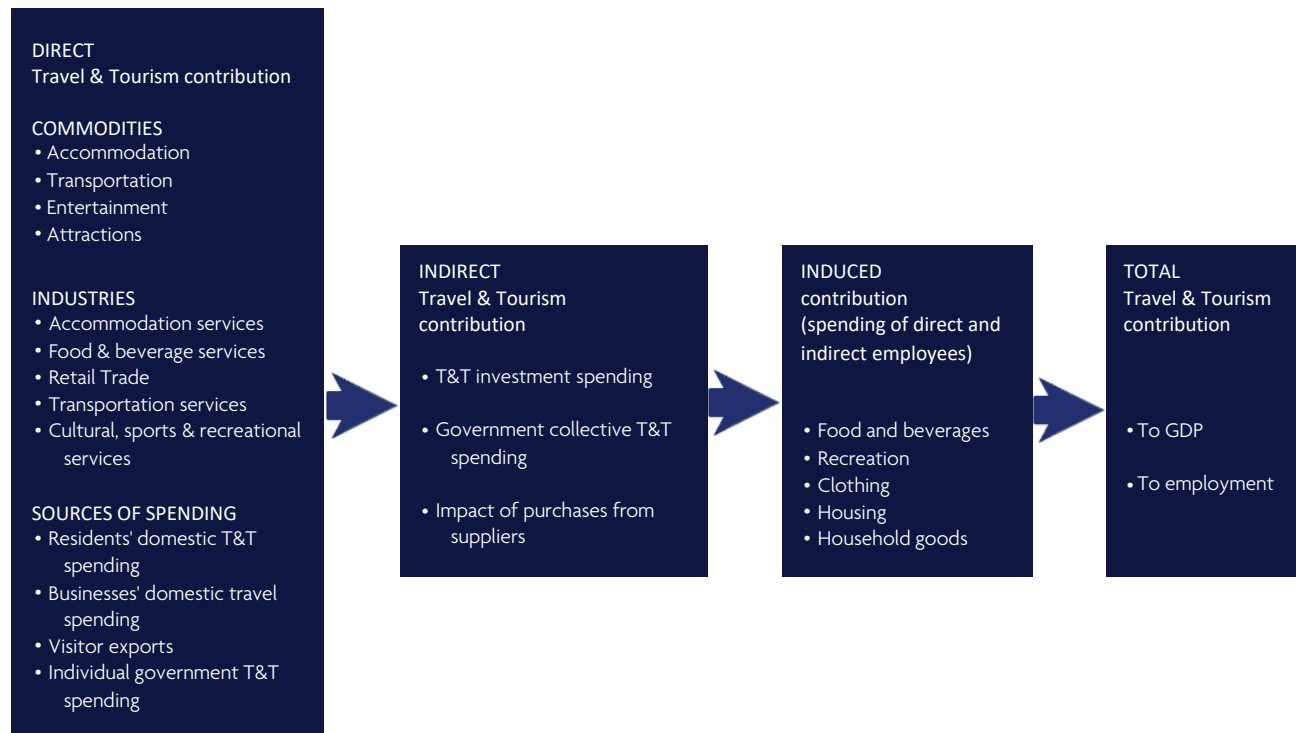 DIRECT
Travel & Tourism contribution
COMMODITIES
• Accommodation
• Transportation
• Entertainment
• Attractions
INDUSTRIES
• Accommodation services
• Food & beverage services
• Retail Trade
• Transportation services
• Cultural, sports & recreational
services
SOURCES OF SPENDING
• Residents' domestic T&T
spending
• Businesses' domestic travel
spending
• Visitor exports
• Individual government T&T
spending
INDIRECT
Travel & Tourism
contribution
• T&T investment spending
• Government collective T&T
spending
• Impact of purchases from
suppliers
INDUCED
contribution
(spending of direct and
indirect employees)
• Food and beverages
• Recreation
• Clothing
• Housing
• Household goods
TOTAL
Travel & Tourism
contribution
• To GDP
• To employment